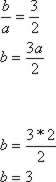 b/a = 3/2
b = 3a/2
b = 3*2/2
b = 3